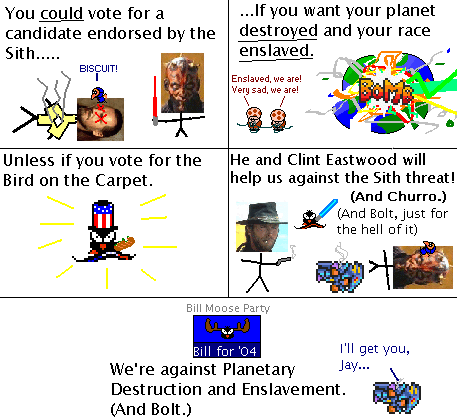 You could vote for a
candidate endorsed by the
Sith.....
BISCUIT!
...If you want your planet
destroyed and your race
enslaved.
Enslaved, we are!
Very sad, we are!
BOMB
Unless if you vote for the
Bird on the Carpet.
He and Clint Eastwood will
help us against the Sith threat!
(And Churro.)
(And Bolt, just for
the hell of it)
Bill Moose Party
Bill for '04
We're against Planetary
Destruction and Enslavement.
(And Bolt.)
I'll get you,
Jay...